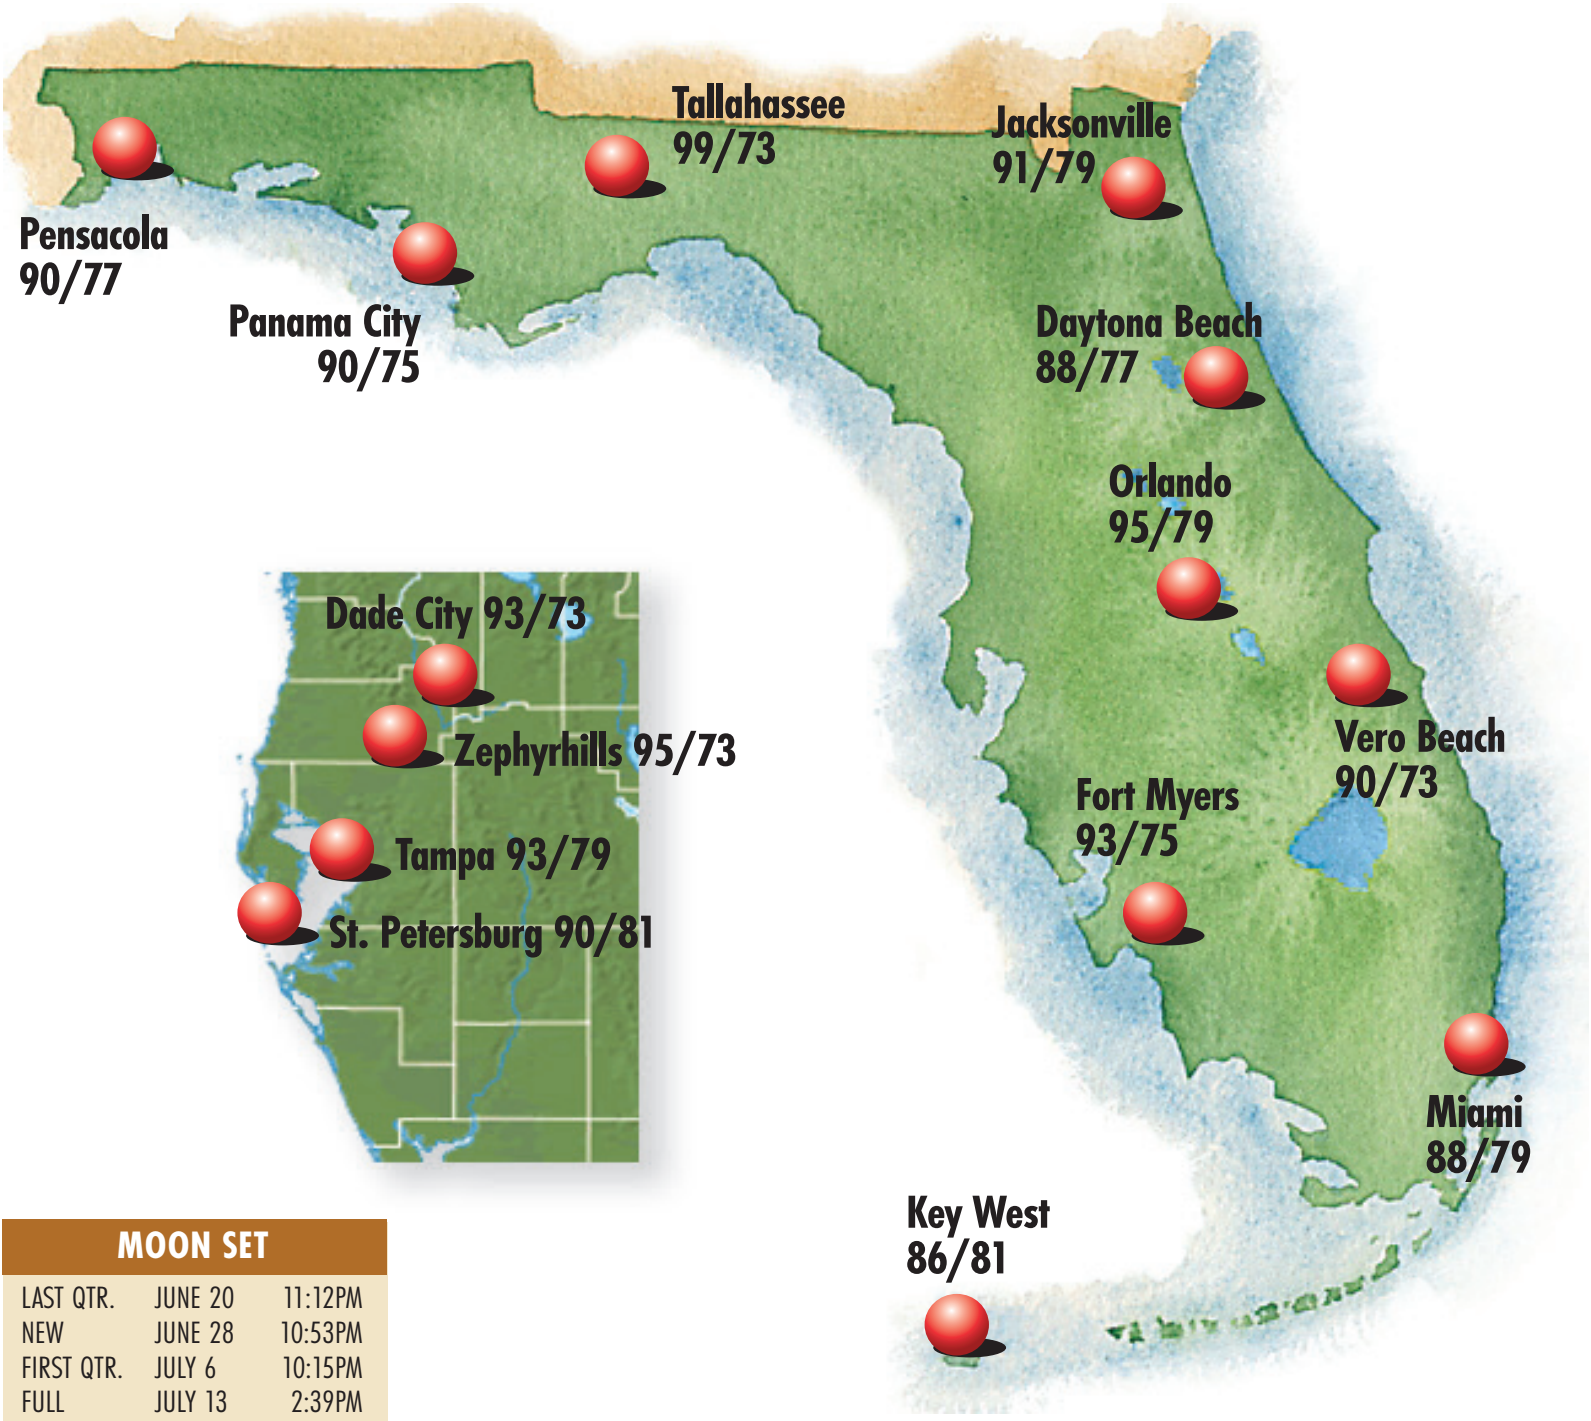 Tallahassee
99/73
Jacksonville
91/79
Pensacola
90/77
Panama City
90/75
Daytona Beach
88/77
Orlando
95/79
Dade City 93/73
Zephyrhills 95/73
Vero Beach
90/73
Fort Myers
93/75
Tampa 93/79
St. Petersburg 90/81
Miami
88/79
Key West
86/81
MOON SET
LAST QTR. JUNE 20 11:12PM
NEW JUNE 28 10:53PM
FIRST QTR. JULY 6 10:15PM
FULL JULY 13 2:39PM